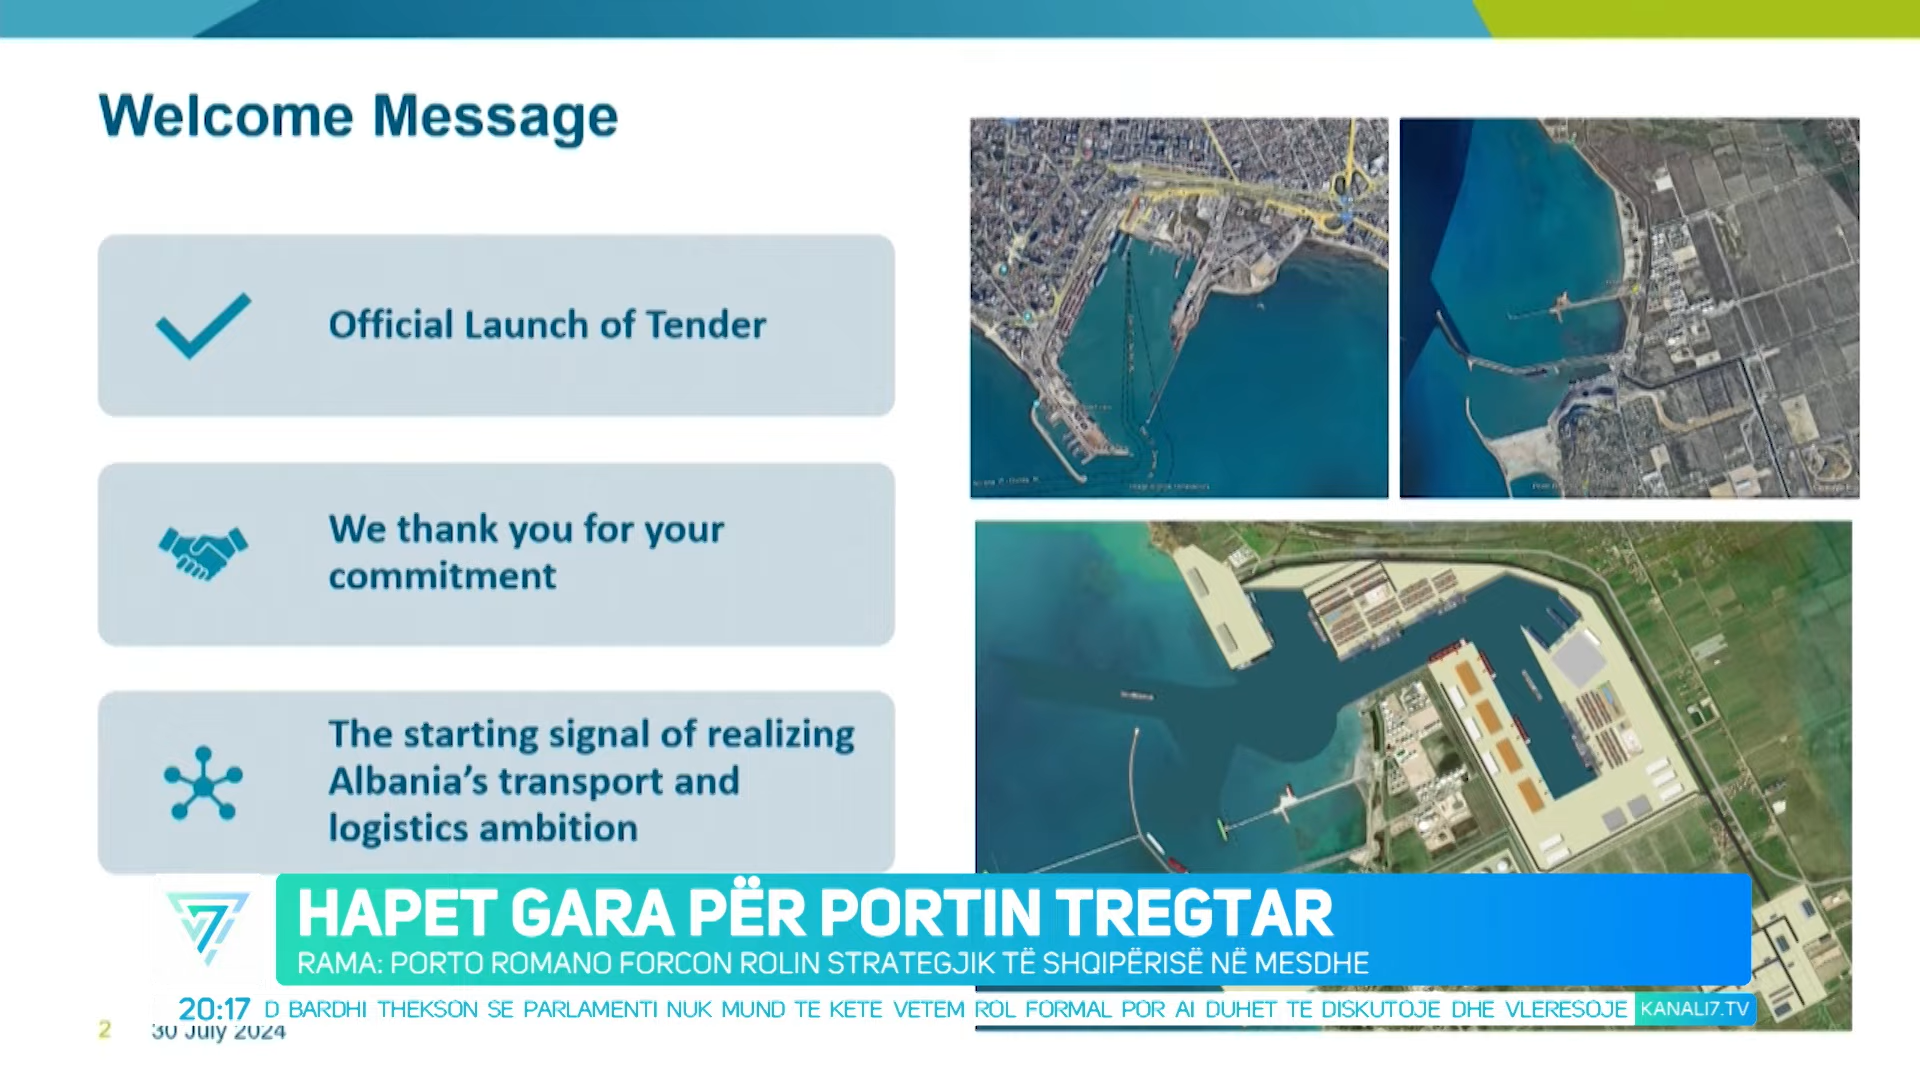 Welcome Message
Official Launch of Tender
We thank you for your
commitment
The starting signal of realizing
Albania’s transport and
logistics ambition
HAPET GARA PËR PORTIN TREGTAR
RAMA: PORTO ROMANO FORCON ROLIN STRATEGJIK TË SHQIPËRISË NË MESDHE
20:17 D BARDHI THEKSON SE PARLAMENTI NUK MUND TE KETE VETEM ROL FORMAL POR AI DUHET TE DISKUTOJE DHE VLERESOJE KANALI7.TV
2 30 July 2024